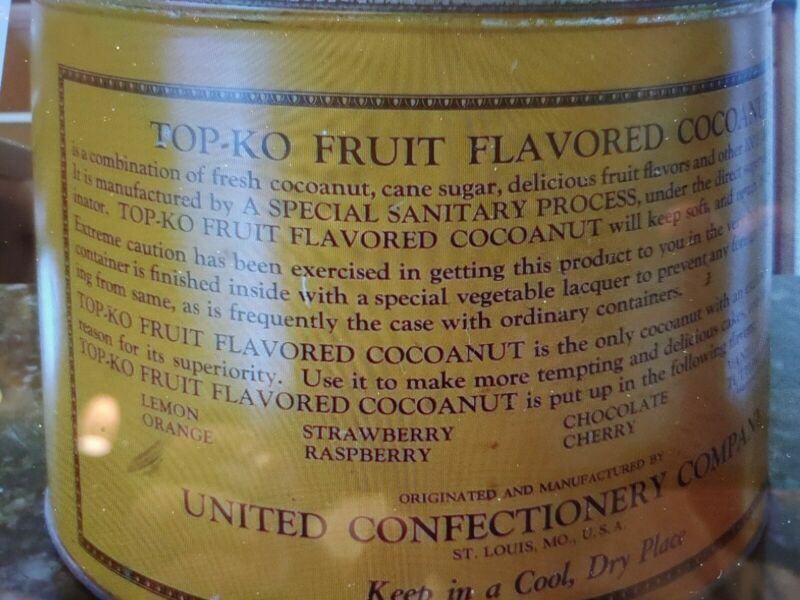 TOP-KO FRUIT FLAVORED
is a combination of fresh cocoanut, cane sugar, delicious fruit flavors and other
It is manufactured by A SPECIAL SANITARY PROCESS, under the direct
inator. TOP-KO FRUIT FLAVORED COCOANUT will keep soft, and
Extreme caution has been exercised in getting this product to you in the
container is finished inside with a special vegetable lacquer to prevent any
ing from same, as is frequently the case with ordinary containers.
TOP-KO FRUIT FLAVORED COCOANUT is the only cocoanut with an
reason for its superiority. Use it to make more tempting and delicious cakes,
TOP-KO FRUIT FLAVORED COCOANUT is put up in the following
LEMON STRAWBERRY CHOCOLATE
ORANGE RASPBERRY CHERRY
ORIGINATED AND MANUFACTURED BY
UNITED CONFECTIONERY COMPANY
ST. LOUIS, MO., U.S.A.
Keep in a Cool, Dry Place